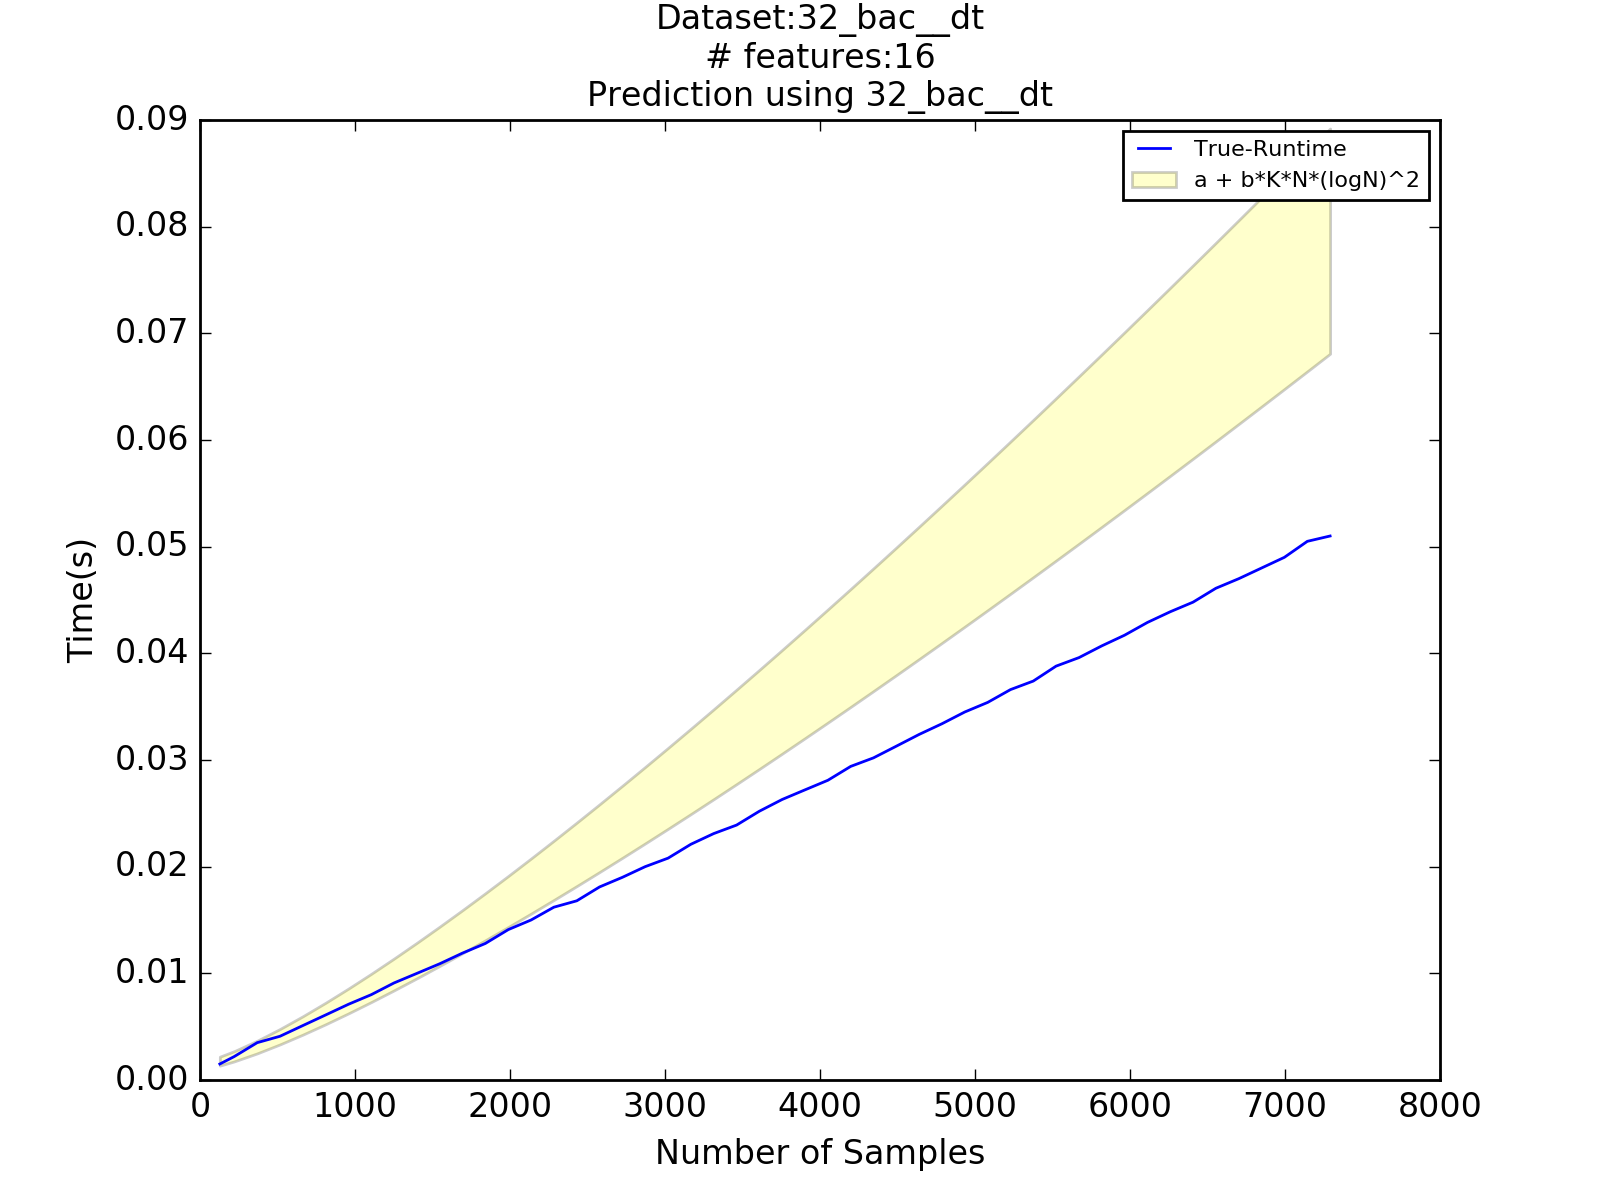 Dataset:32_bac__dt
# features:16
Prediction using 32_bac__dt
0.09
0.08
0.07
0.06
0.05
0.04
0.03
0.02
0.01
0.00
Time(s)
True-Runtime
a + b*K*N*(logN)^2
0 1000 2000 3000 4000 5000 6000 7000 8000
Number of Samples